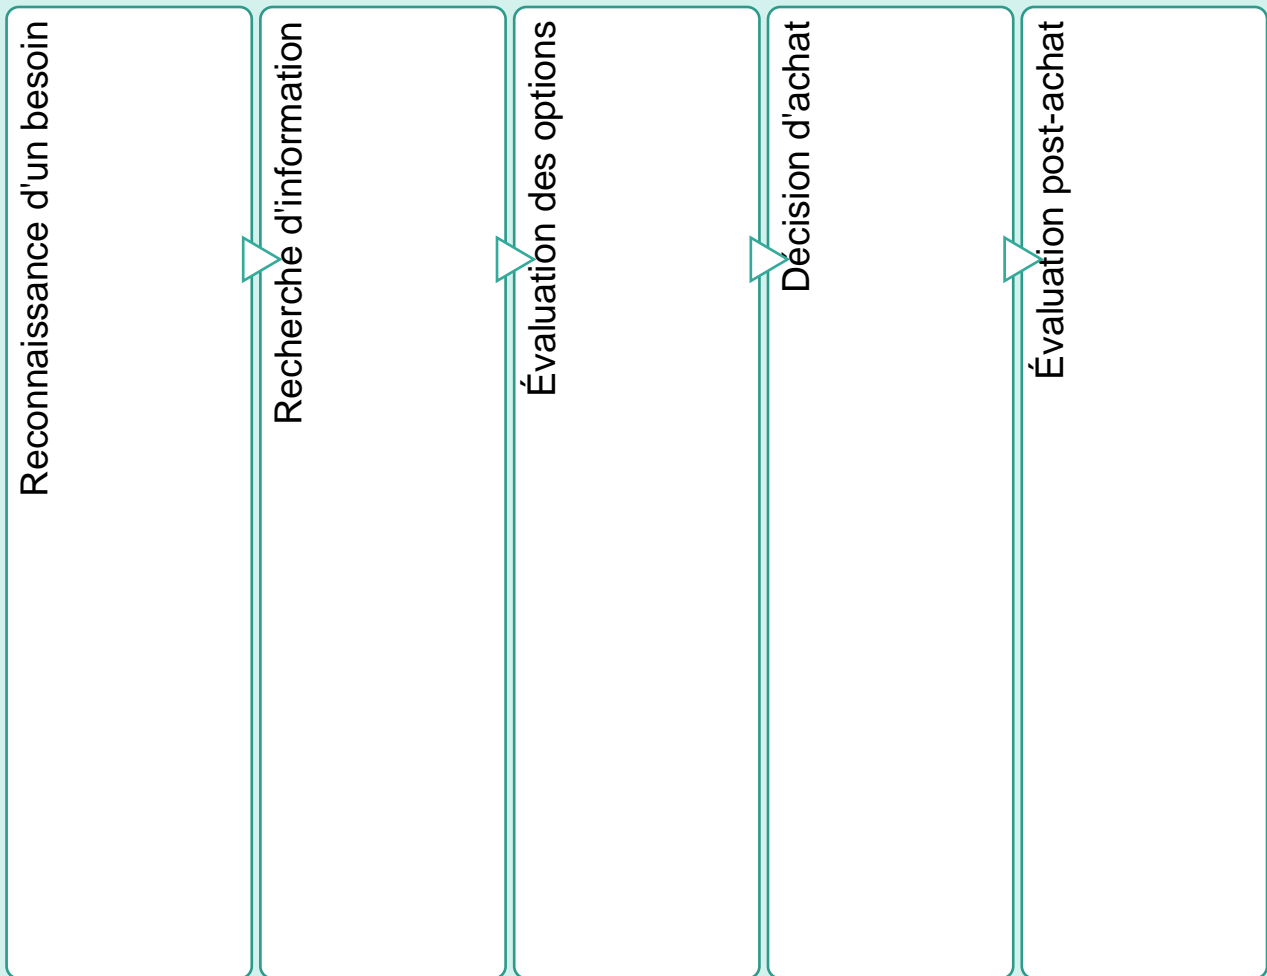 Reconnaissance d'un besoin
Recherche d'information
Évaluation des options
Décision d'achat
Évaluation post-achat